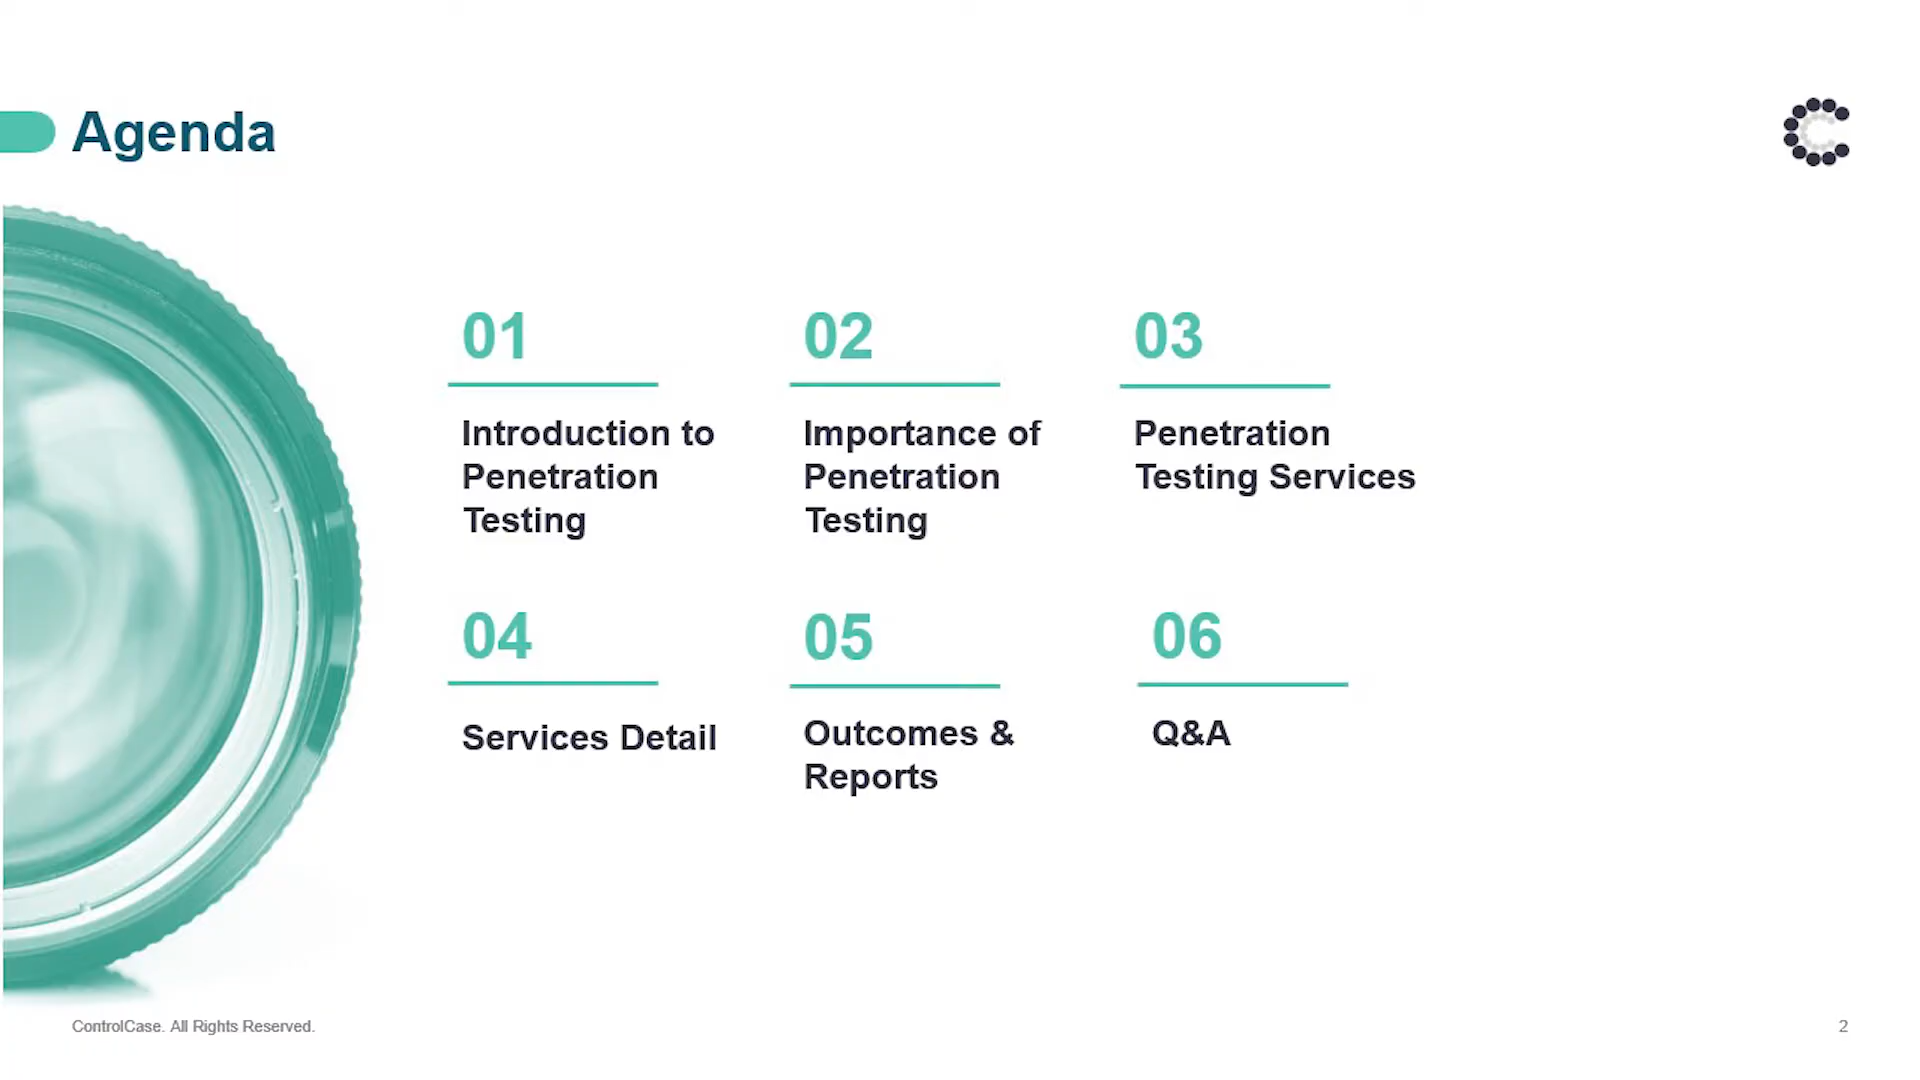 Agenda
01
Introduction to
Penetration
Testing
02
Importance of
Penetration
Testing
03
Penetration
Testing Services
04
Services Detail
05
Outcomes &
Reports
06
Q&A
ControlCase. All Rights Reserved.
2